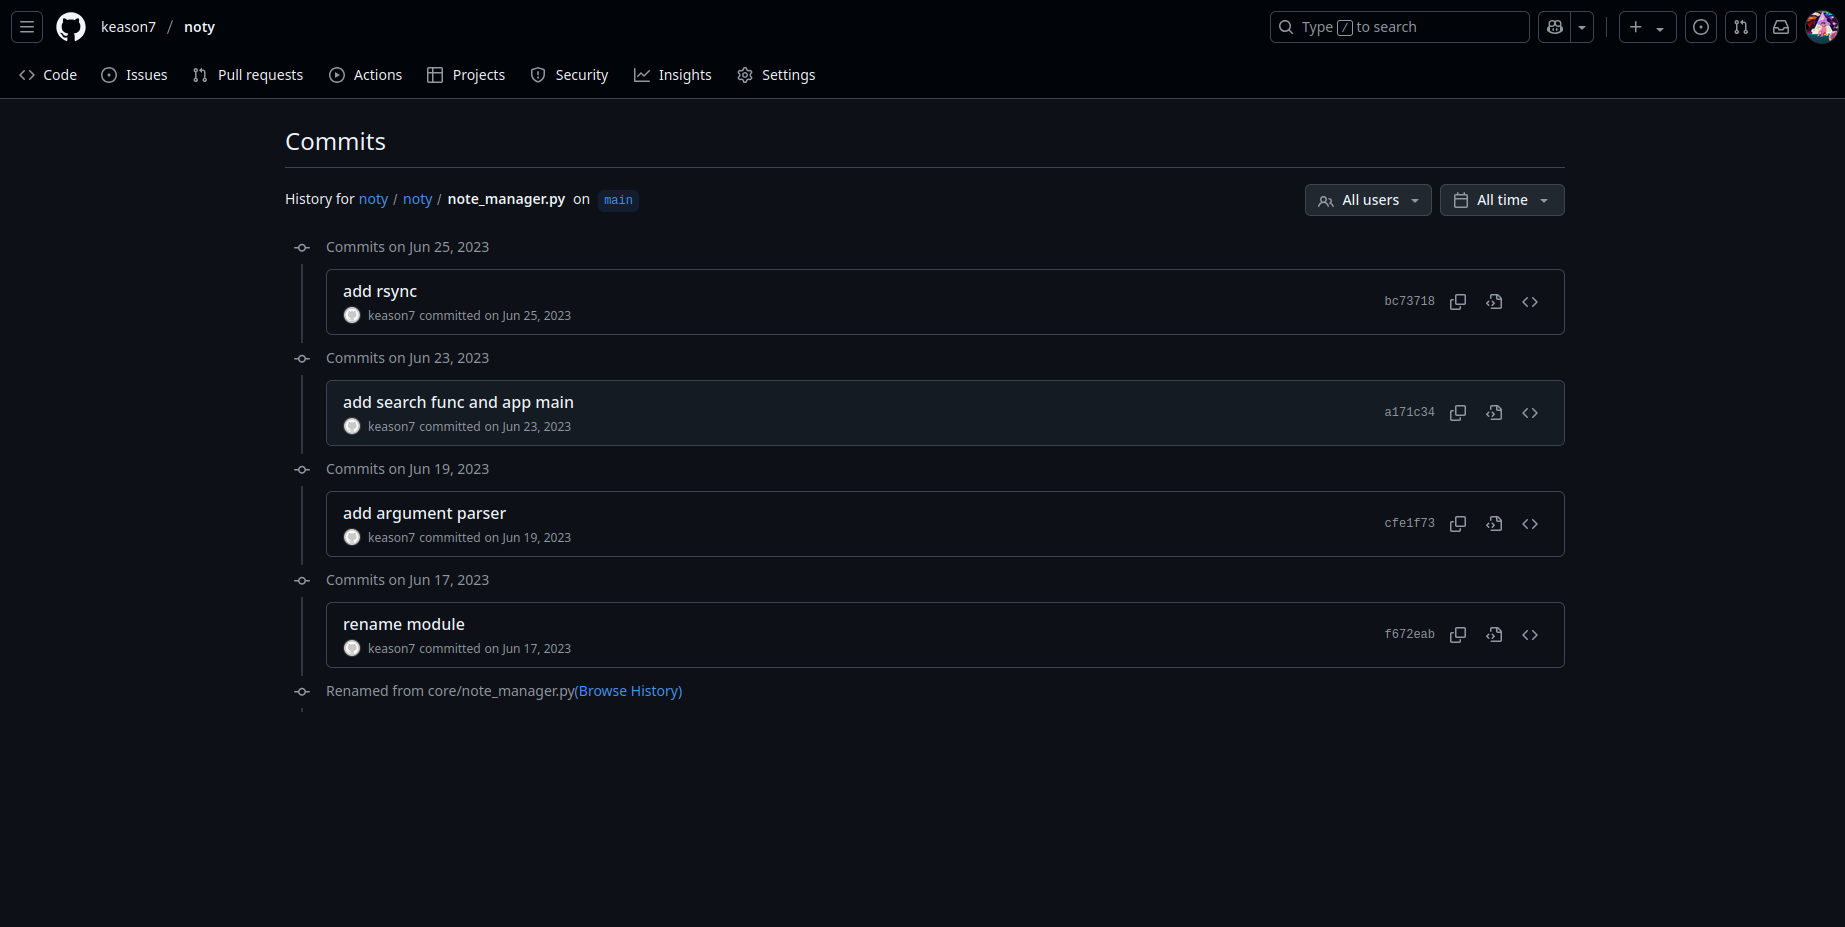 keason7 / noty
Type / to search
Code Issues Pull requests Actions Projects Security Insights Settings
Commits
History for noty / noty / note_manager.py on main
All users All time
Commits on Jun 25, 2023
add rsync
keason7 committed on Jun 25, 2023
bc73718
Commits on Jun 23, 2023
add search func and app main
keason7 committed on Jun 23, 2023
a171c34
Commits on Jun 19, 2023
add argument parser
keason7 committed on Jun 19, 2023
cfe1f73
Commits on Jun 17, 2023
rename module
keason7 committed on Jun 17, 2023
f672eab
Renamed from core/note_manager.py(Browse History)